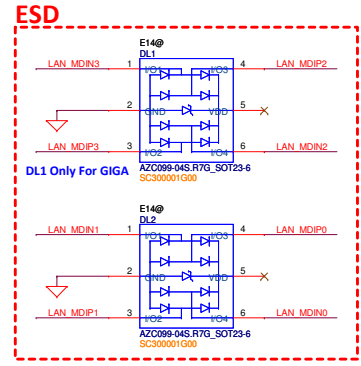 ESD
E14@
DL1
LAN_MDIN3 1 I/O1 I/O3 4 LAN_MDIP2
2 GND VDD 5
LAN_MDIP3 3 I/O2 I/O4 6 LAN_MDIN2
DL1 Only For GIGA
AZC099-04S.R7G_SOT23-6
SC300001G00
E14@
DL2
LAN_MDIN1 1 I/O1 I/O3 4 LAN_MDIP0
2 GND VDD 5
LAN_MDIP1 3 I/O2 I/O4 6 LAN_MDIN0
AZC099-04S.R7G_SOT23-6
SC300001G00